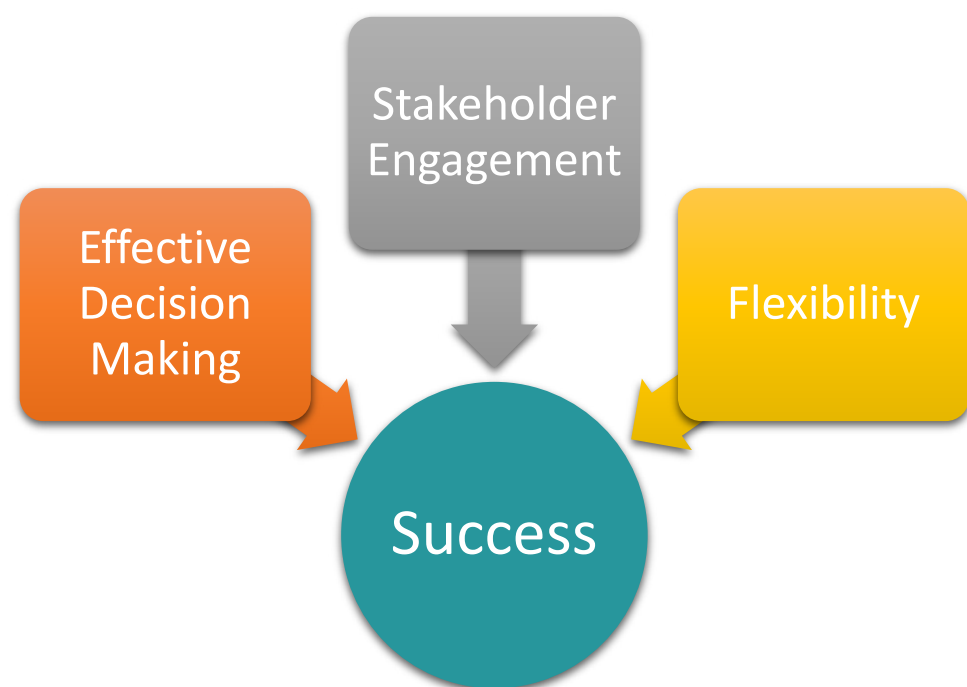 Stakeholder
Engagement
Effective
Decision
Making
Flexibility
Success